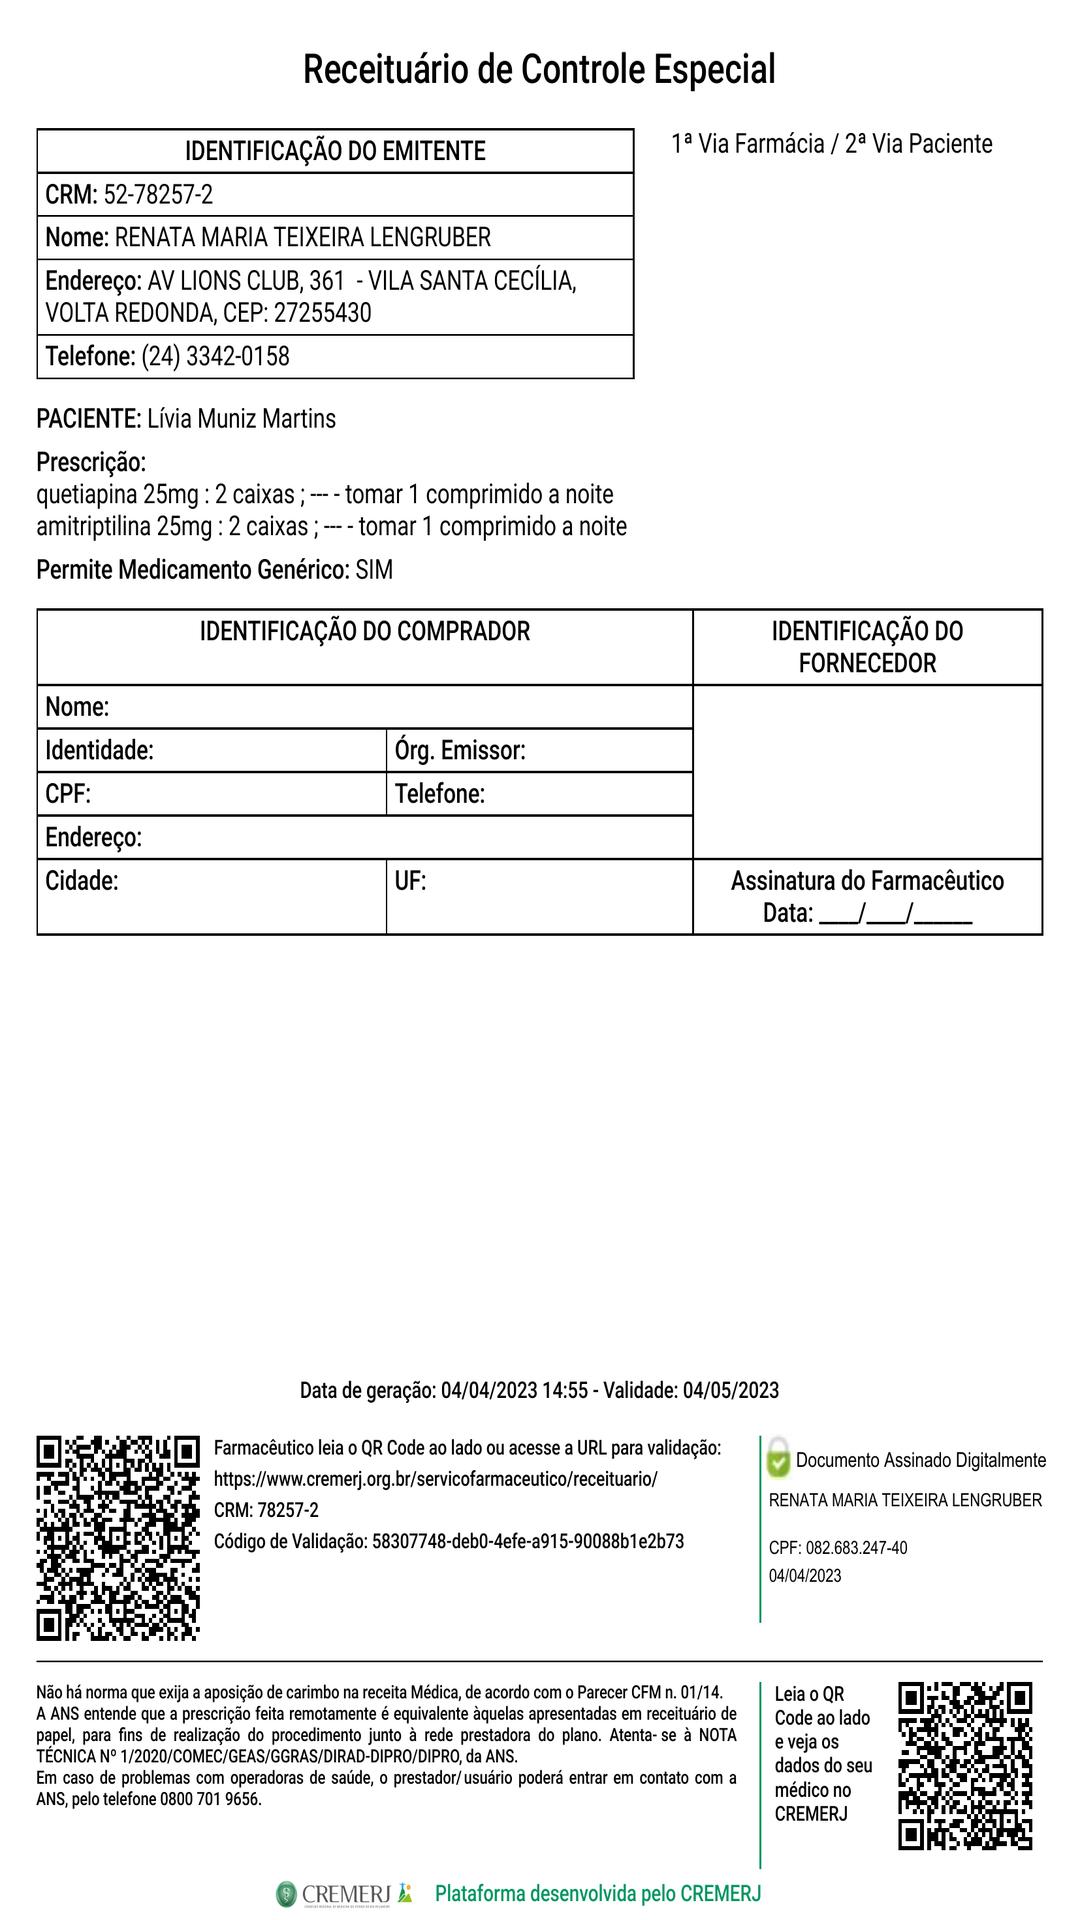 Receituário de Controle Especial
IDENTIFICAÇÃO DO EMITENTE
1ª Via Farmácia / 2ª Via Paciente
CRM: 52-78257-2
Nome: RENATA MARIA TEIXEIRA LENGRUBER
Endereço: AV LIONS CLUB, 361 - VILA SANTA CECÍLIA,
VOLTA REDONDA, CEP: 27255430
Telefone: (24) 3342-0158
PACIENTE: Lívia Muniz Martins
Prescrição:
quetiapina 25mg : 2 caixas ; --- - tomar 1 comprimido a noite
amitriptilina 25mg : 2 caixas ; --- - tomar 1 comprimido a noite
Permite Medicamento Genérico: SIM
IDENTIFICAÇÃO DO COMPRADOR
IDENTIFICAÇÃO DO
FORNECEDOR
Nome:
Identidade:
Órg. Emissor:
CPF:
Telefone:
Endereço:
Cidade:
UF:
Assinatura do Farmacêutico
Data: ____/____/______
Data de geração: 04/04/2023 14:55 - Validade: 04/05/2023
Farmacêutico leia o QR Code ao lado ou acesse a URL para validação:
https://www.cremerj.org.br/servicofarmaceutico/receituario/
CRM: 78257-2
Código de Validação: 58307748-deb0-4efe-a915-90088b1e2b73
Documento Assinado Digitalmente
RENATA MARIA TEIXEIRA LENGRUBER
CPF: 082.683.247-40
04/04/2023
Não há norma que exija a aposição de carimbo na receita Médica, de acordo com o Parecer CFM n. 01/14.
A ANS entende que a prescrição feita remotamente é equivalente àquelas apresentadas em receituário de
papel, para fins de realização do procedimento junto à rede prestadora do plano. Atenta- se à NOTA
TÉCNICA Nº 1/2020/COMEC/GEAS/GGRAS/DIRAD-DIPRO/DIPRO, da ANS.
Em caso de problemas com operadoras de saúde, o prestador/ usuário poderá entrar em contato com a
ANS, pelo telefone 0800 701 9656.
Leia o QR
Code ao lado
e veja os
dados do seu
médico no
CREMERJ
CREMERJ
Plataforma desenvolvida pelo CREMERJ